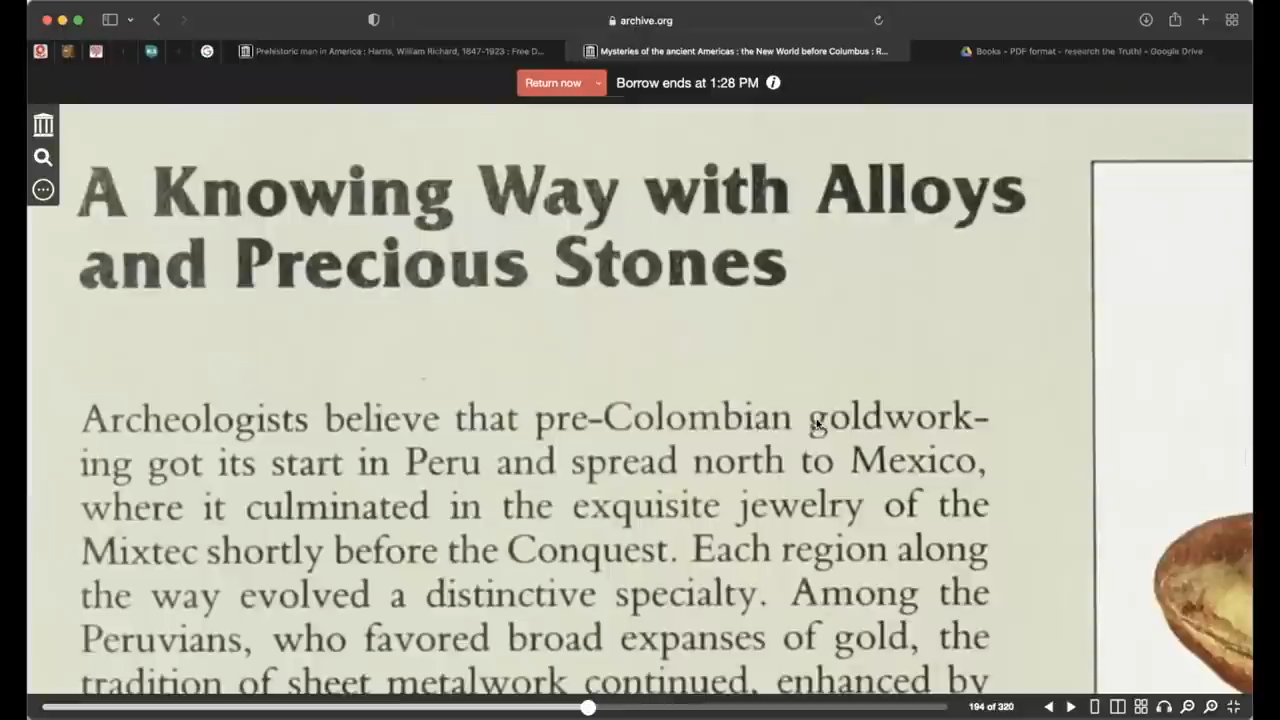 archive.org
Prehistoric man in America : Harris, William Richard, 1847-1923 : Free D...
Mysteries of the ancient Americas : the New World before Columbus : R...
Books - PDF format - research the Truth! - Google Drive
Return now
Borrow ends at 1:28 PM
A Knowing Way with Alloys
and Precious Stones
Archeologists believe that pre-Colombian goldwork-
ing got its start in Peru and spread north to Mexico,
where it culminated in the exquisite jewelry of the
Mixtec shortly before the Conquest. Each region along
the way evolved a distinctive specialty. Among the
Peruvians, who favored broad expanses of gold, the
tradition of sheet metalwork continued, enhanced by
194 of 320